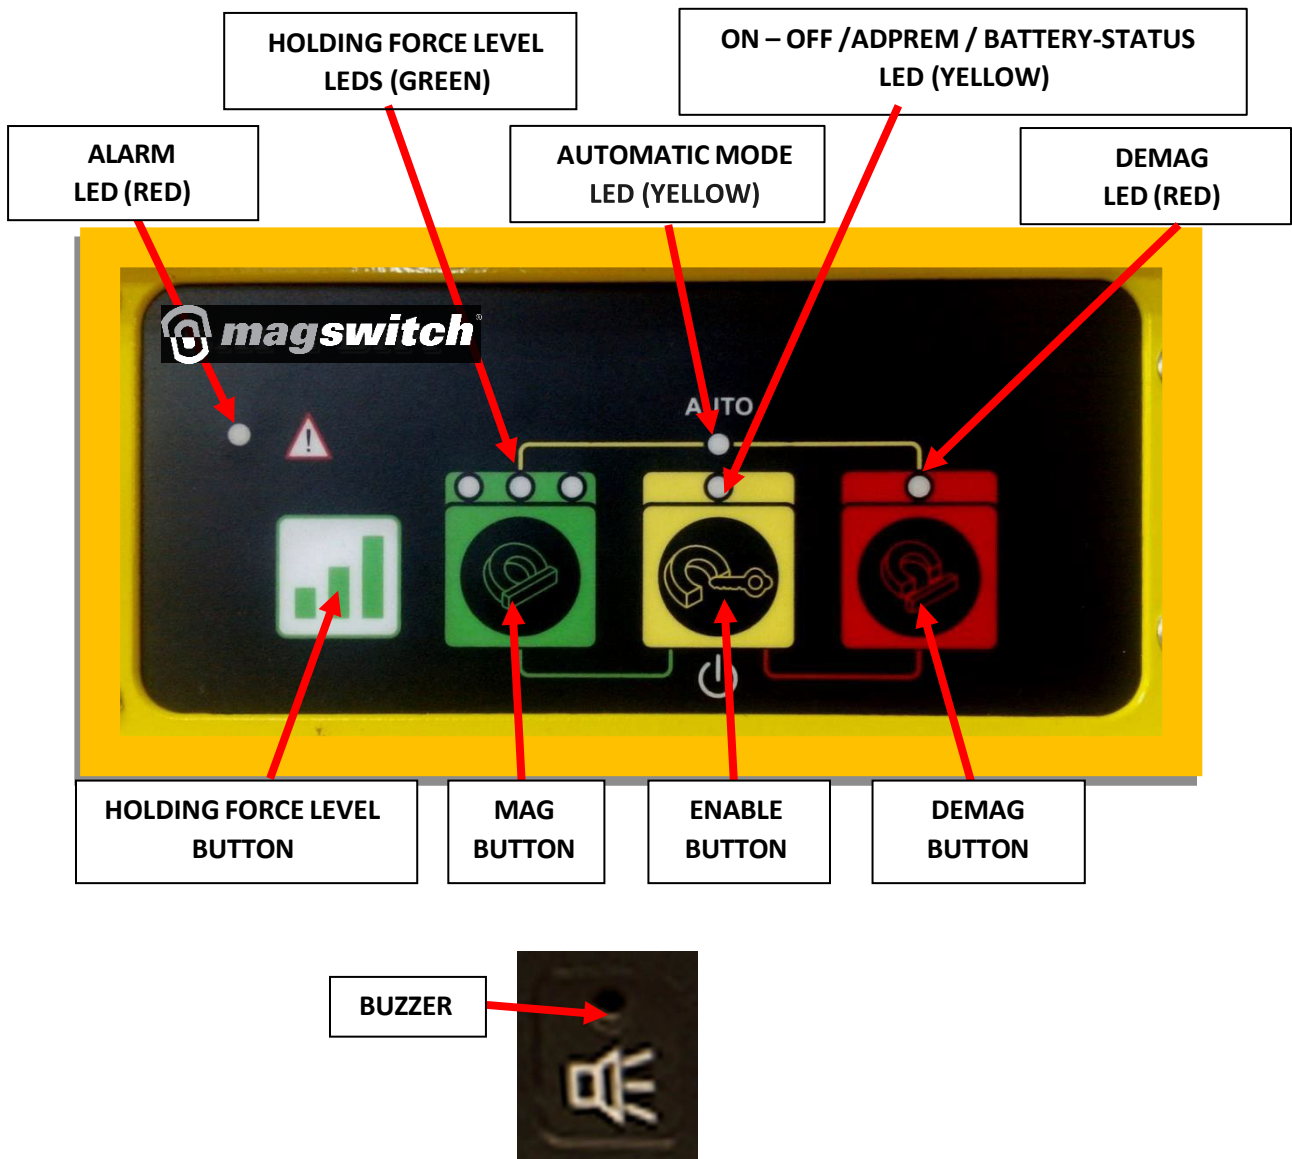 HOLDING FORCE LEVEL
LEDS (GREEN)
ON – OFF /ADPREM / BATTERY-STATUS
LED (YELLOW)
ALARM
LED (RED)
AUTOMATIC MODE
LED (YELLOW)
DEMAG
LED (RED)
magswitch®
AUTO
HOLDING FORCE LEVEL
BUTTON
MAG
BUTTON
ENABLE
BUTTON
DEMAG
BUTTON
BUZZER